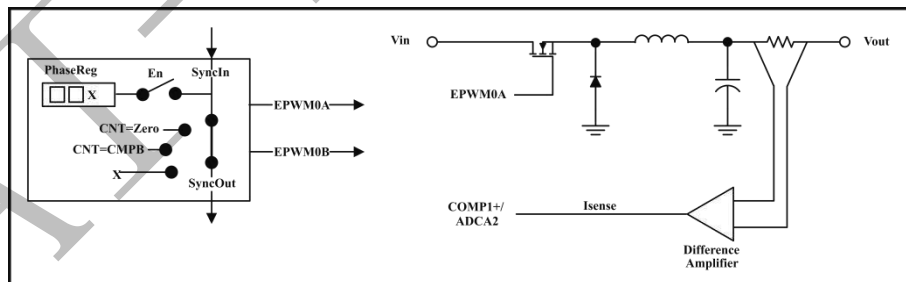 PhaseReg
En
SyncIn
X
EPWM0A
CNT=Zero
CNT=CMPB
EPWM0B
X
SyncOut
Vin
Vout
EPWM0A
COMP1+/
ADCA2
Isense
Difference
Amplifier